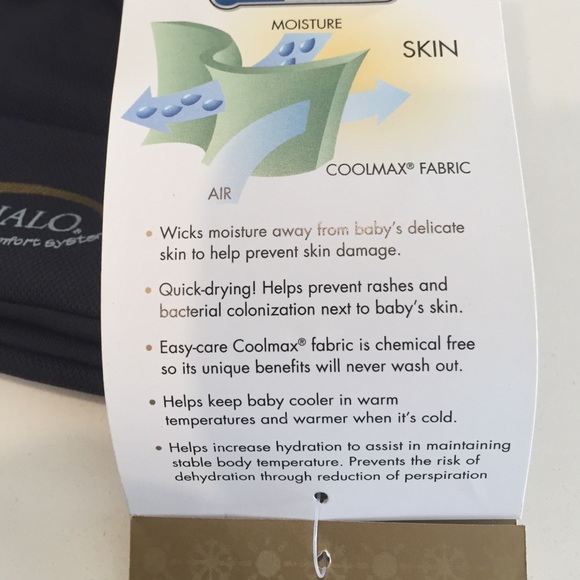 MOISTURE
SKIN
COOLMAX® FABRIC
AIR
• Wicks moisture away from baby's delicate
skin to help prevent skin damage.
• Quick-drying! Helps prevent rashes and
bacterial colonization next to baby's skin.
• Easy-care Coolmax® fabric is chemical free
so its unique benefits will never wash out.
• Helps keep baby cooler in warm
temperatures and warmer when it's cold.
• Helps increase hydration to assist in maintaining
stable body temperature. Prevents the risk of
dehydration through reduction of perspiration